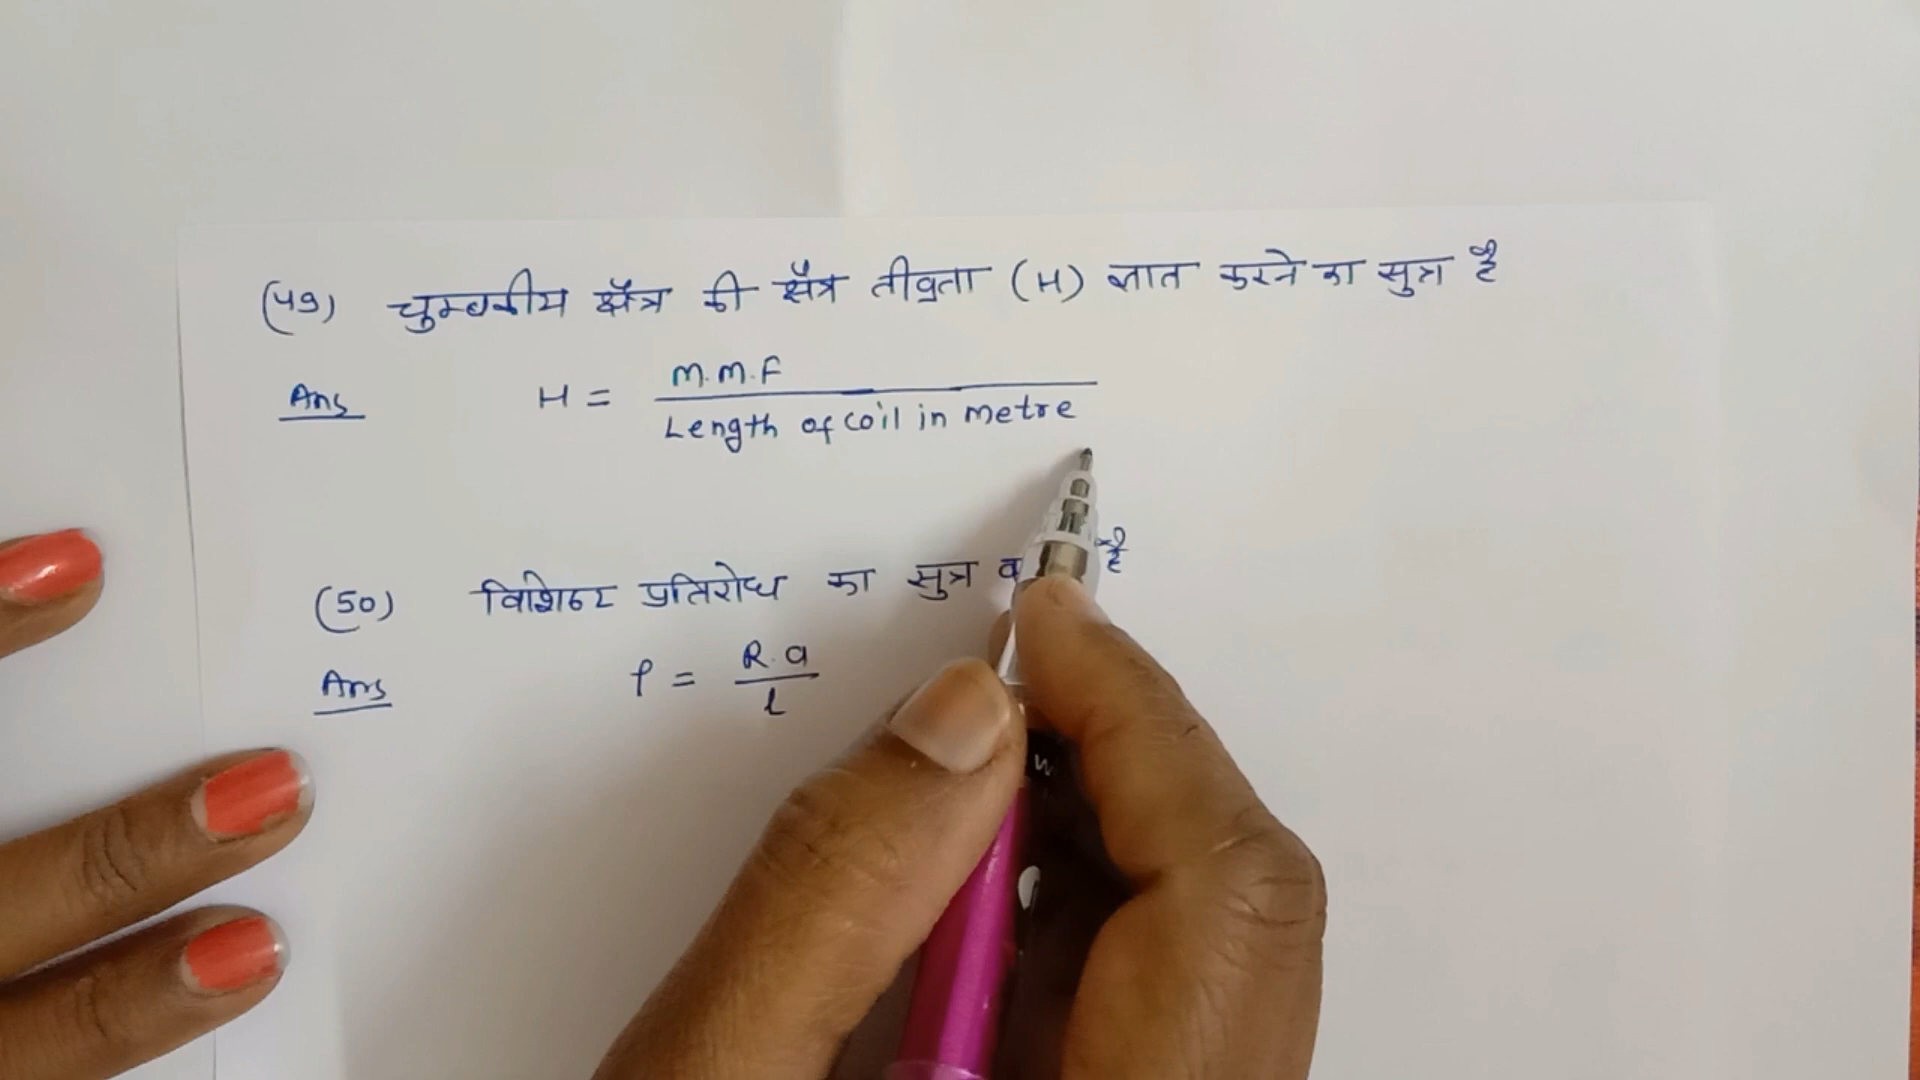 (49) चुम्बकीय क्षेत्र की क्षेत्र तीव्रता (H) ज्ञात करने का सुत्र है
Ans H = M.M.F / Length of coil in metre
(50) विशिष्ट प्रतिरोध का सुत्र है
Ans ρ = R.a / l